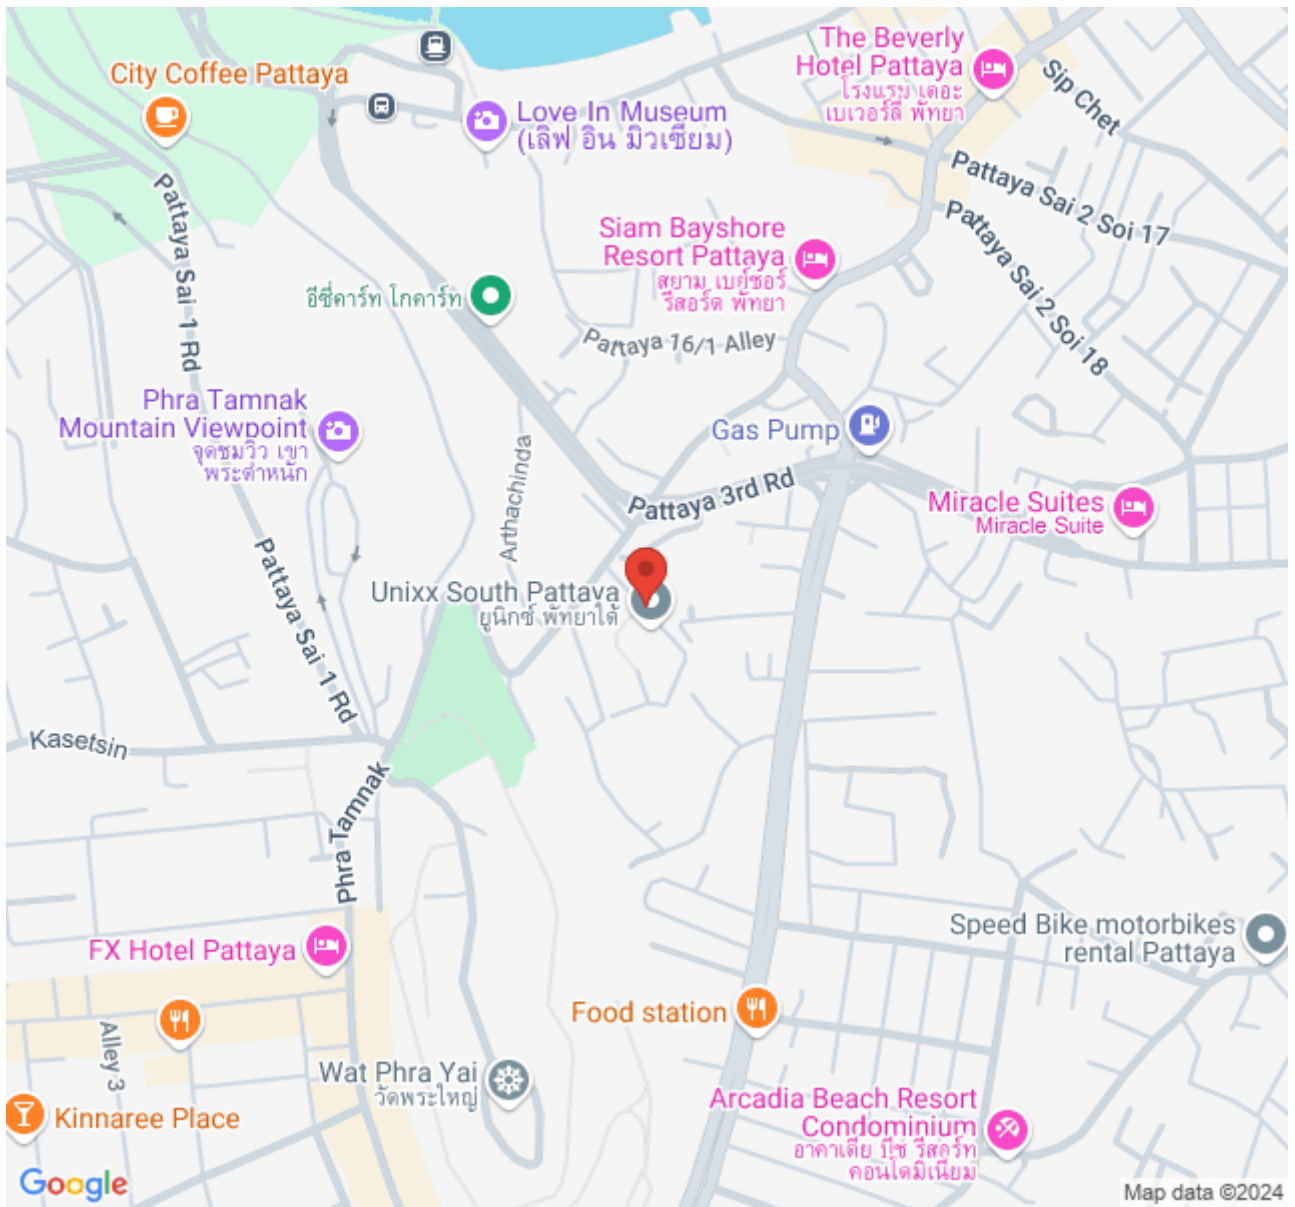 The Beverly
Hotel Pattaya
โรงแรม เดอะ
เบเวอร์ลี่ พัทยา
Sip Chet
City Coffee Pattaya
Love In Museum
(เลิฟ อิน มิวเซียม)
Pattaya Sai 2 Soi 17
Pattaya Sai 1 Rd
Siam Bayshore
Resort Pattaya
สยาม เบย์ชอร์
รีสอร์ต พัทยา
Pattaya Sai 2 Soi 18
อีซี่คาร์ท โกคาร์ท
Pattaya 16/1 Alley
Phra Tamnak
Mountain Viewpoint
จุดชมวิว เขา
พระตำหนัก
Gas Pump
Arthachinda
Pattaya 3rd Rd
Miracle Suites
Miracle Suite
Pattaya Sai 1 Rd
Unixx South Pattaya
ยูนิกซ์ พัทยาใต้
Kasetsin
Phra Tamnak
FX Hotel Pattaya
Speed Bike motorbikes
rental Pattaya
Food station
Alley 3
Wat Phra Yai
วัดพระใหญ่
Kinnaree Place
Arcadia Beach Resort
Condominium
อาคาเดีย บีช รีสอร์ท
คอนโดมิเนียม
Google
Map data ©2024